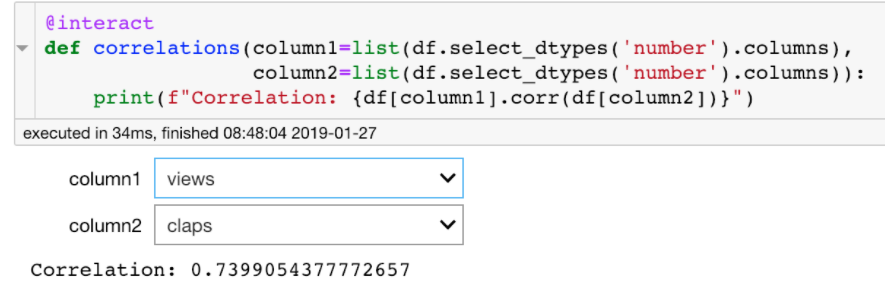 @interact
def correlations(column1=list(df.select_dtypes('number').columns),
                 column2=list(df.select_dtypes('number').columns)):
    print(f"Correlation: {df[column1].corr(df[column2])}")
executed in 34ms, finished 08:48:04 2019-01-27
column1 views
column2 claps
Correlation: 0.7399054377772657